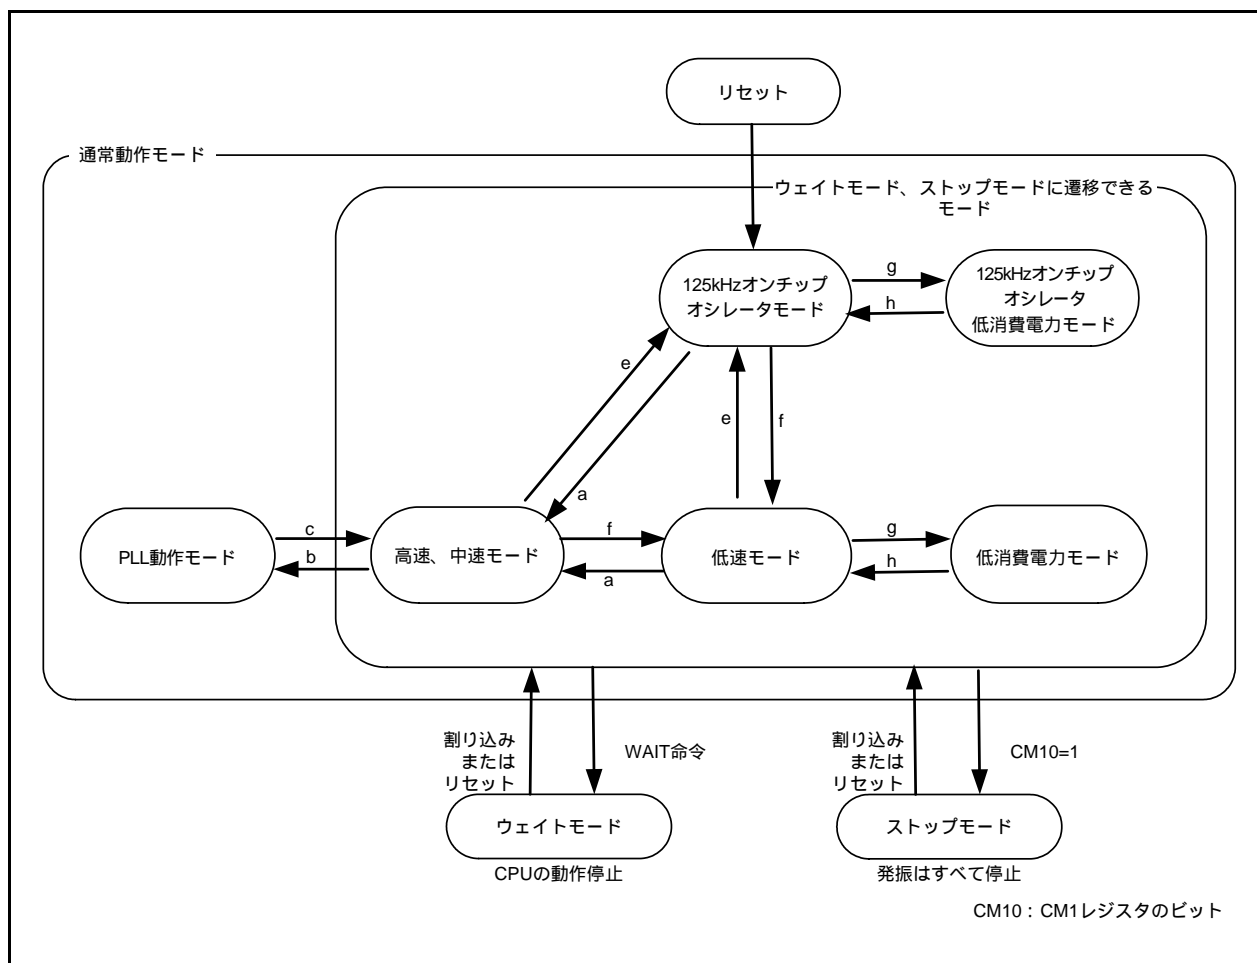 リセット
通常動作モード
ウェイトモード、ストップモードに遷移できる
モード
125kHzオンチップ
オシレータモード
g
h
125kHzオンチップ
オシレータ
低消費電力モード
e
a
e
f
PLL動作モード
c
b
高速、中速モード
f
a
低速モード
g
h
低消費電力モード
割り込み
または
リセット
WAIT命令
割り込み
または
リセット
CM10=1
ウェイトモード
CPUの動作停止
ストップモード
発振はすべて停止
CM10：CM1レジスタのビット